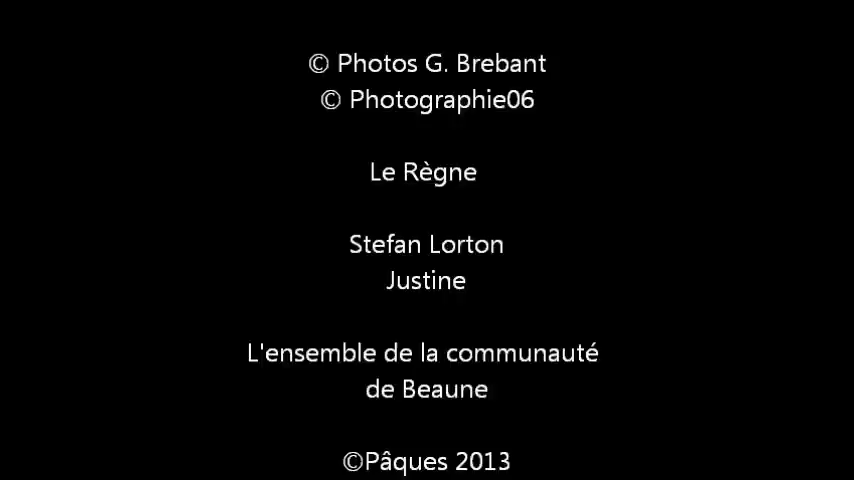 © Photos G. Brebant
© Photographie06
Le Règne
Stefan Lorton
Justine
L'ensemble de la communauté
de Beaune
©Pâques 2013